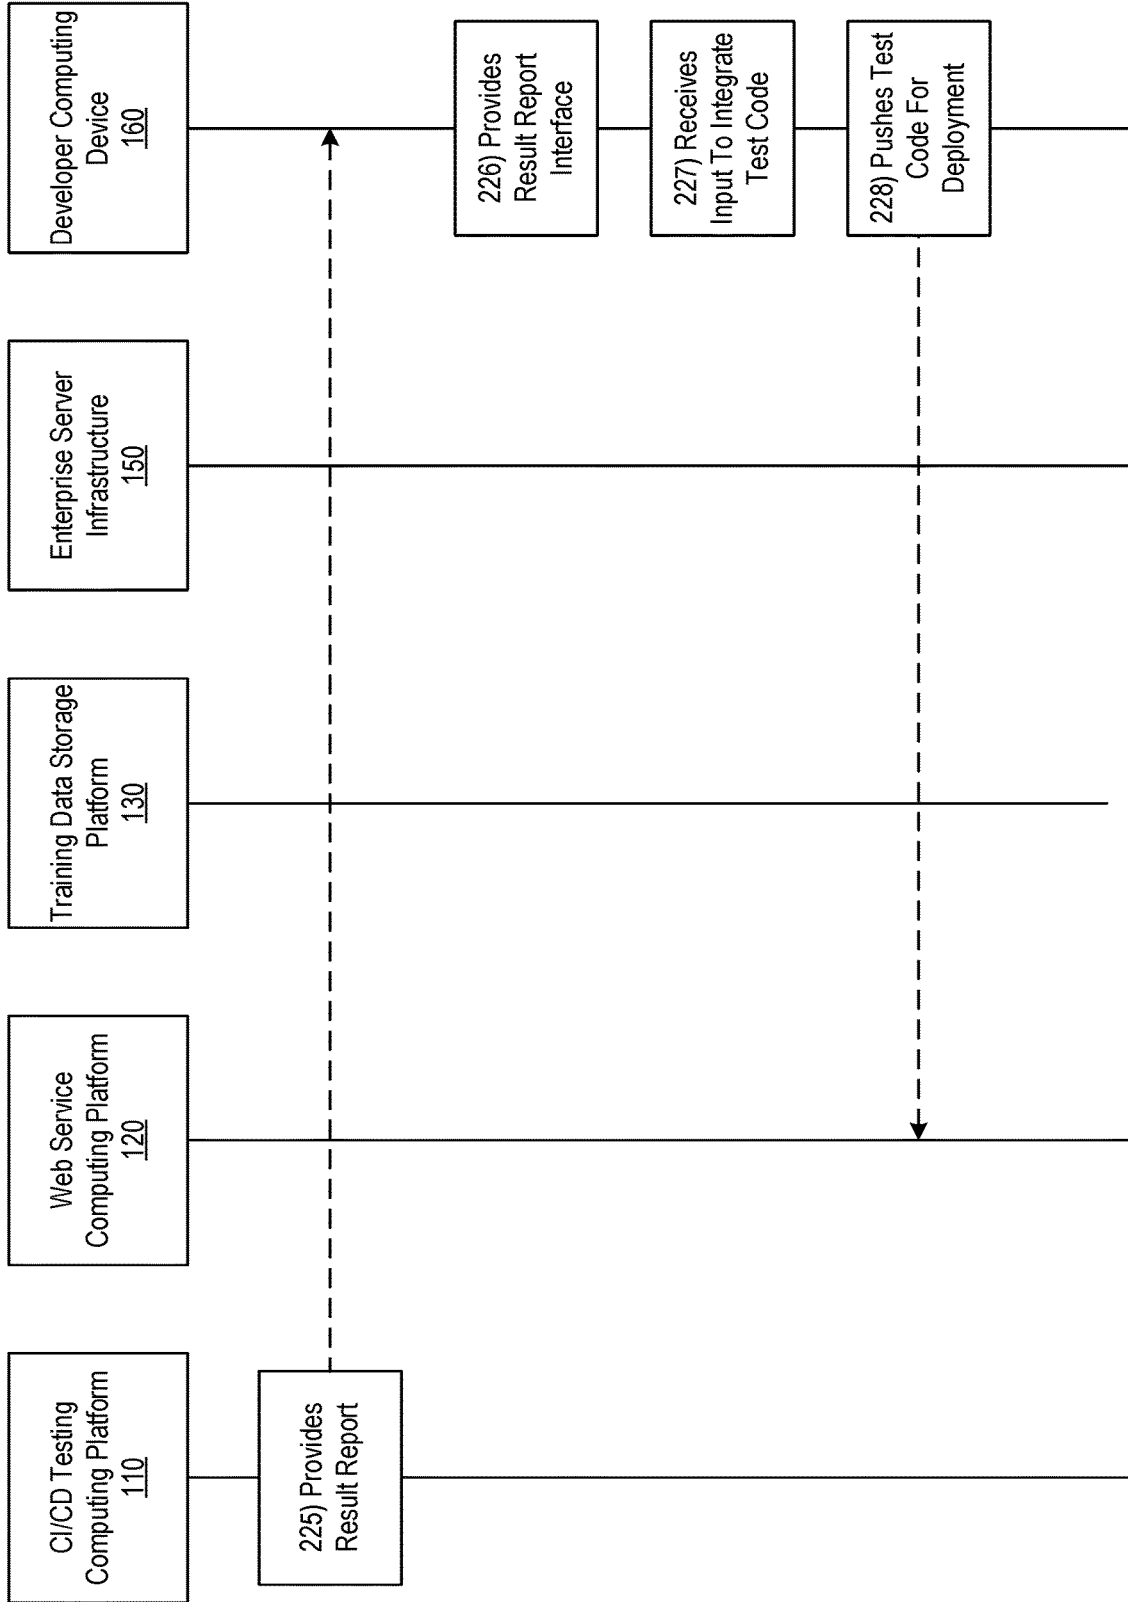 CI/CD Testing
Computing Platform
110
Web Service
Computing Platform
120
Training Data Storage
Platform
130
Enterprise Server
Infrastructure
150
Developer Computing
Device
160
225) Provides
Result Report
226) Provides
Result Report
Interface
227) Receives
Input To Integrate
Test Code
228) Pushes Test
Code For
Deployment